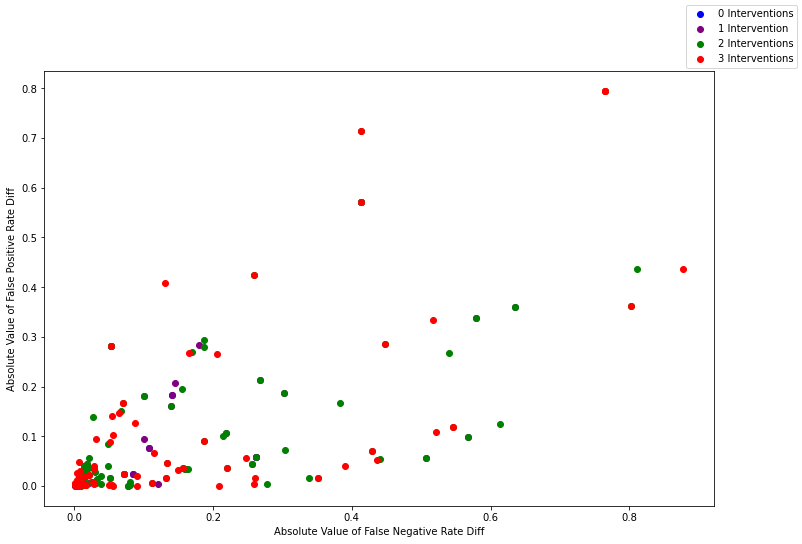 0 Interventions
1 Intervention
2 Interventions
3 Interventions
0.8
0.7
0.6
0.5
0.4
0.3
0.2
0.1
0.0
Absolute Value of False Positive Rate Diff
0.0 0.2 0.4 0.6 0.8
Absolute Value of False Negative Rate Diff